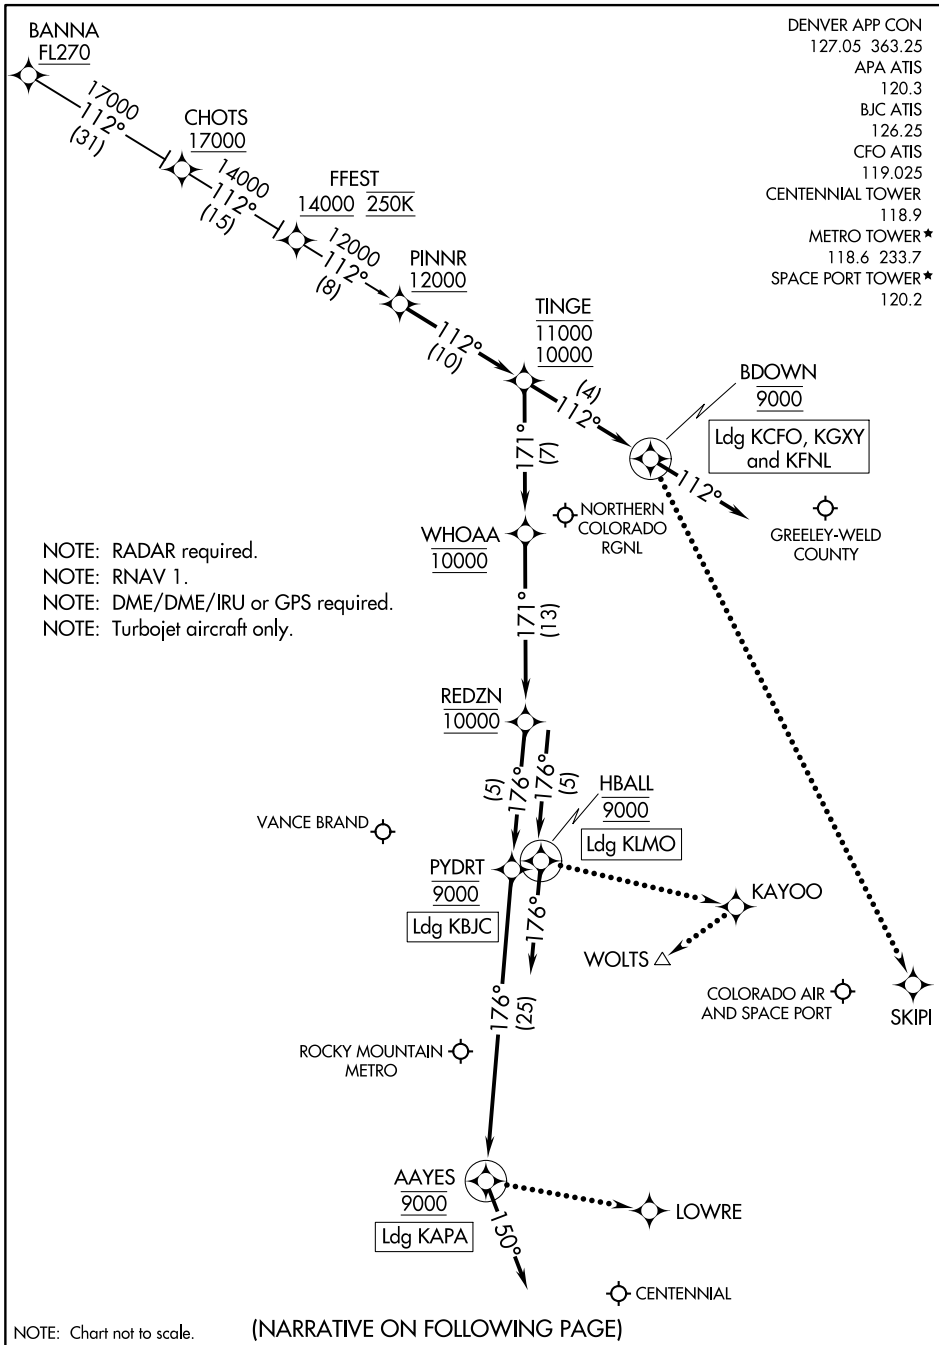 BANNA
FL270
17000
112°
(31)
CHOTS
17000
14000
112°
(15)
FFEST
14000 250K
12000
112°
(8)
PINNR
12000
112°
(10)
TINGE
11000
10000
(4)
112°
DENVER APP CON
127.05 363.25
APA ATIS
120.3
BJC ATIS
126.25
CFO ATIS
119.025
CENTENNIAL TOWER
118.9
METRO TOWER★
118.6 233.7
SPACE PORT TOWER★
120.2
BDOWN
9000
Ldg KCFO, KGXY
and KFNL
112°
171°
(7)
NORTHERN
COLORADO
RGNL
GREELEY-WELD
COUNTY
WHOAA
10000
NOTE: RADAR required.
NOTE: RNAV 1.
NOTE: DME/DME/IRU or GPS required.
NOTE: Turbojet aircraft only.
171°
(13)
REDZN
10000
(5)
176°
176°
(5)
HBALL
9000
Ldg KLMO
VANCE BRAND
PYDRT
9000
Ldg KBJC
176°
KAYOO
WOLTS
COLORADO AIR
AND SPACE PORT
SKIPI
176°
(25)
ROCKY MOUNTAIN
METRO
AAYES
9000
Ldg KAPA
150°
LOWRE
CENTENNIAL
NOTE: Chart not to scale.
(NARRATIVE ON FOLLOWING PAGE)